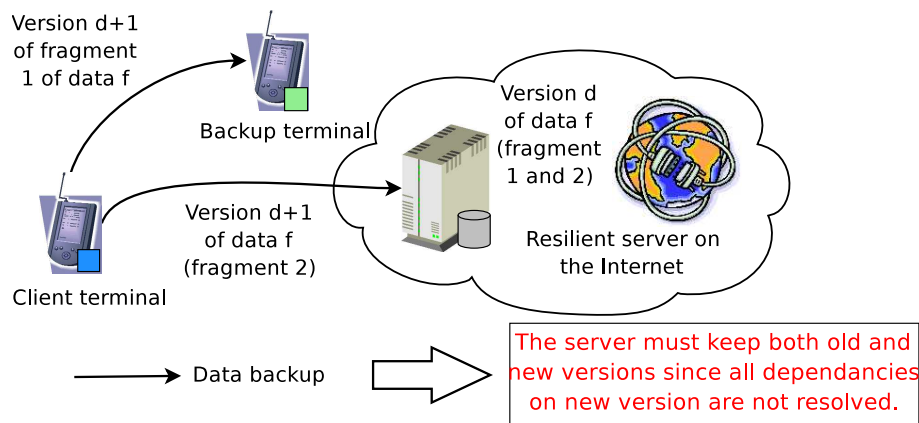 Version d+1
of fragment
1 of data f
Backup terminal
Version d
of data f
(fragment
1 and 2)
Version d+1
of data f
(fragment 2)
Resilient server on
the Internet
Client terminal
Data backup
The server must keep both old and
new versions since all dependancies
on new version are not resolved.